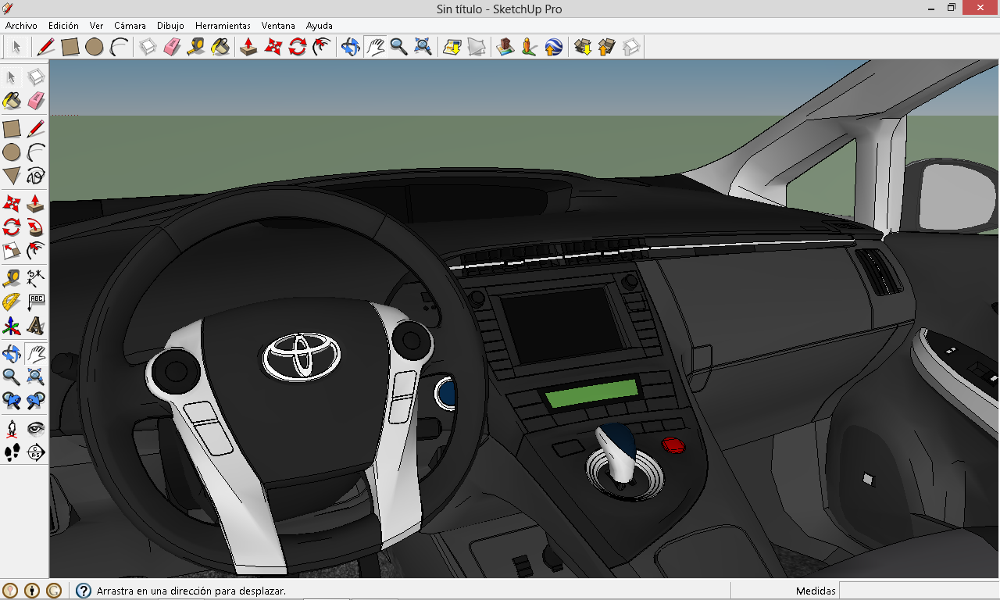 Sin título - SketchUp Pro
Archivo Edición Ver Cámara Dibujo Herramientas Ventana Ayuda
ABC
Arrastra en una dirección para desplazar.
Medidas